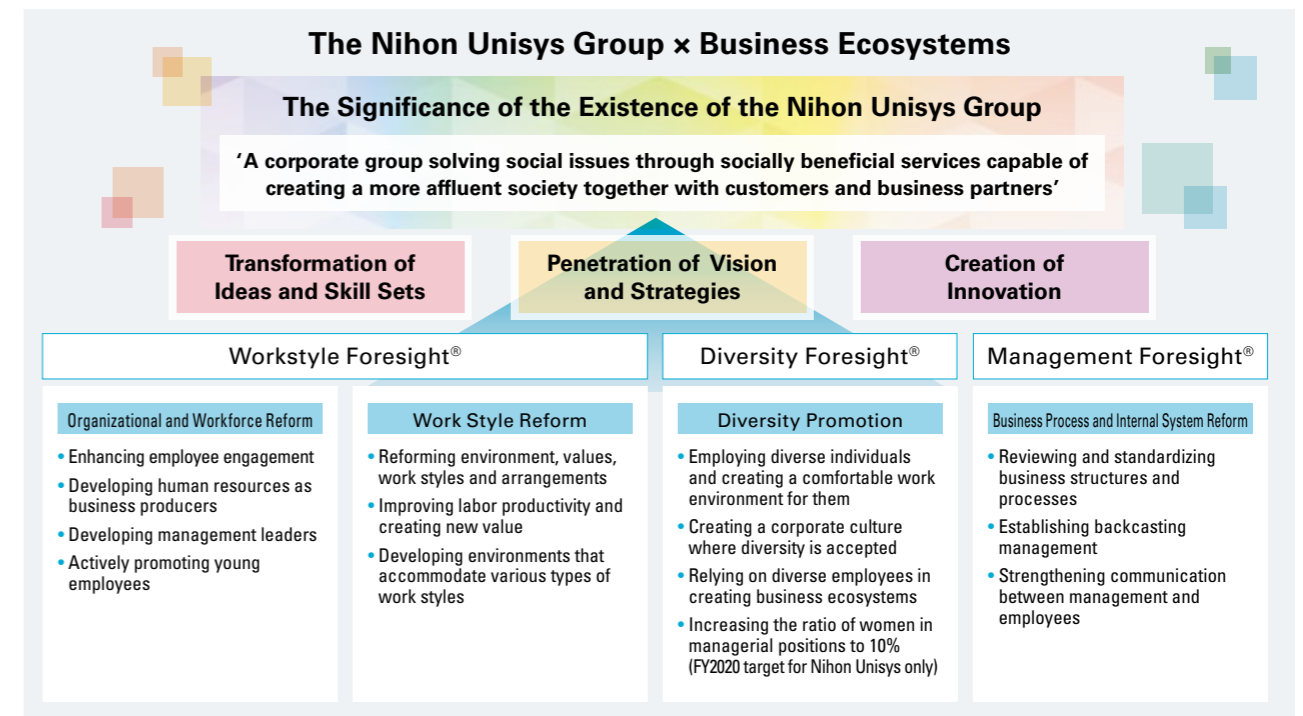 The Nihon Unisys Group × Business Ecosystems
The Significance of the Existence of the Nihon Unisys Group
‘A corporate group solving social issues through socially beneficial services capable of
creating a more affluent society together with customers and business partners’
Transformation of
Ideas and Skill Sets
Penetration of Vision
and Strategies
Creation of
Innovation
Workstyle Foresight®
Diversity Foresight®
Management Foresight®
Organizational and Workforce Reform
• Enhancing employee engagement
• Developing human resources as
business producers
• Developing management leaders
• Actively promoting young
employees
Work Style Reform
• Reforming environment, values,
work styles and arrangements
• Improving labor productivity and
creating new value
• Developing environments that
accommodate various types of
work styles
Diversity Promotion
• Employing diverse individuals
and creating a comfortable work
environment for them
• Creating a corporate culture
where diversity is accepted
• Relying on diverse employees in
creating business ecosystems
• Increasing the ratio of women in
managerial positions to 10%
(FY2020 target for Nihon Unisys only)
Business Process and Internal System Reform
• Reviewing and standardizing
business structures and
processes
• Establishing backcasting
management
• Strengthening communication
between management and
employees